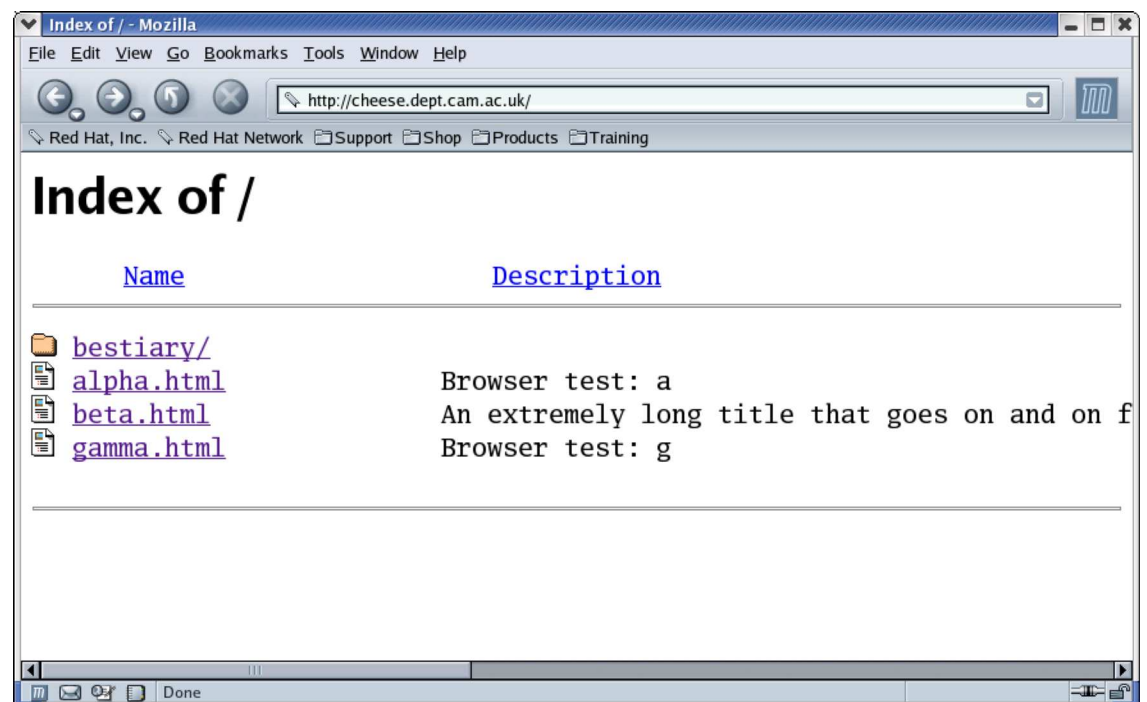 Index of / - Mozilla
File Edit View Go Bookmarks Tools Window Help
http://cheese.dept.cam.ac.uk/
Red Hat, Inc. Red Hat Network Support Shop Products Training
Index of /
Name Description
bestiary/
alpha.html Browser test: a
beta.html An extremely long title that goes on and on f
gamma.html Browser test: g
Done